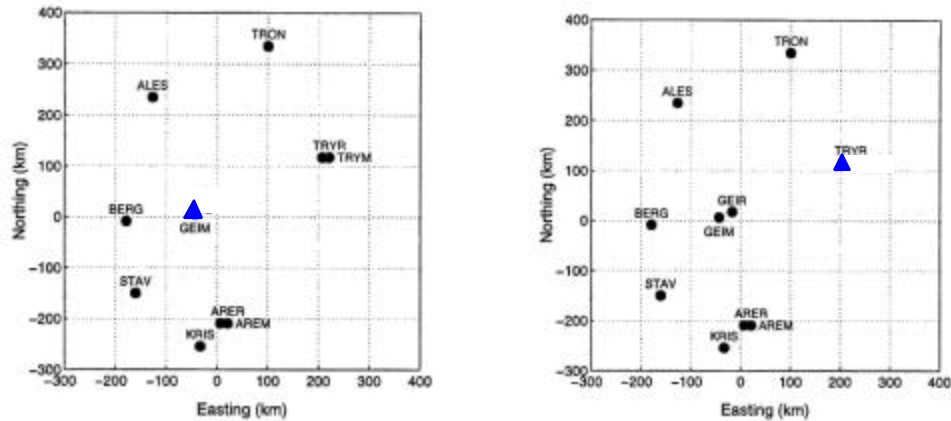 400
300
200
100
0
−100
−200
−300
−300 −200 −100 0 100 200 300 400
Easting (km)
Northing (km)
TRON
ALES
TRYR
TRYM
BERG
GEIM
STAV
ARER
AREM
KRIS
400
300
200
100
0
−100
−200
−300
−300 −200 −100 0 100 200 300 400
Easting (km)
Northing (km)
TRON
ALES
TRYR
GEIR
BERG
GEIM
STAV
ARER
AREM
KRIS